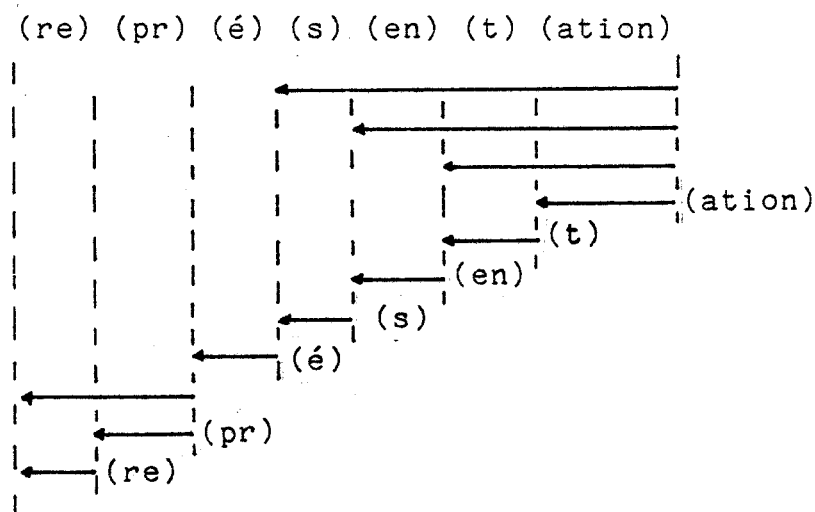 (re) (pr) (é) (s) (en) (t) (ation)
(ation)
(t)
(en)
(s)
(é)
(pr)
(re)